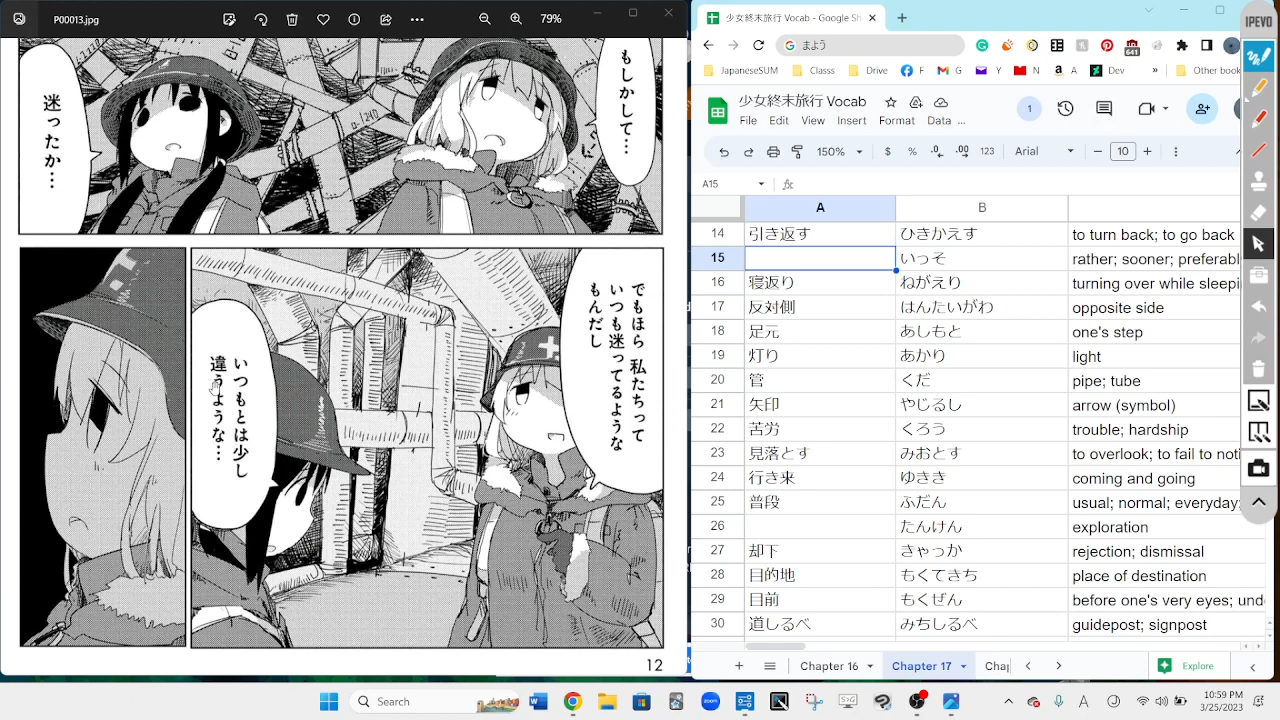 P00013.jpg
79%
もしかして…
迷ったか…
D-1240
でもほら 私たちって
いつも迷ってるような
もんだし
いつもとは少し
違うような…
12
少女終末旅行 Vocab - Google Sh
まよう
JapaneseSUM
Classs
Drive
F
G
Y
N
A
Dex
Other book
641
IPEVO
少女終末旅行 Vocab
File Edit View Insert Format Data ...
1
150%
$ % .0 .00 123 Arial 10
A15
fx
A B
14 引き返す ひきかえす to turn back; to go back
15 いっそ rather; sooner; preferabl
16 寝返り ねがえり turning over while sleepi
17 反対側 はんたいがわ opposite side
18 足元 あしもと one's step
19 灯り あかり light
20 管 くだ pipe; tube
21 矢印 やじるし arrow (symbol)
22 苦労 くろう trouble; hardship
23 見落とす みおとす to overlook; to fail to noti
24 行き来 ゆきき coming and going
25 普段 ふだん usual; normal; everyday
26 たんけん exploration
27 却下 きゃっか rejection; dismissal
28 目的地 もくてきち place of destination
29 目前 もくぜん before one's very eyes; und
30 道しるべ みちしるべ guidepost; signpost
Chapter 16
Chapter 17
Chap
Explore
Search
zoom
A
10:59 PM